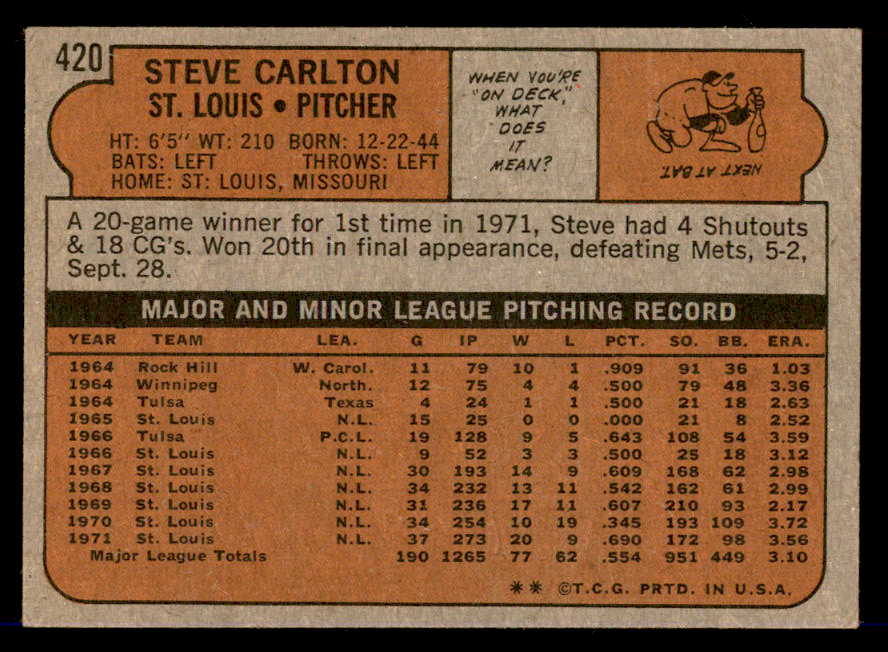 420
STEVE CARLTON
ST. LOUIS • PITCHER
HT: 6'5" WT: 210 BORN: 12-22-44
BATS: LEFT THROWS: LEFT
HOME: ST: LOUIS, MISSOURI
WHEN YOU'RE
"ON DECK,"
WHAT
DOES
IT
MEAN?
NEXT AT BAT.
A 20-game winner for 1st time in 1971, Steve had 4 Shutouts
& 18 CG's. Won 20th in final appearance, defeating Mets, 5-2,
Sept. 28.
MAJOR AND MINOR LEAGUE PITCHING RECORD
YEAR TEAM LEA. G IP W L PCT. SO. BB. ERA.
1964 Rock Hill W. Carol. 11 79 10 1 .909 91 36 1.03
1964 Winnipeg North. 12 75 4 4 .500 79 48 3.36
1964 Tulsa Texas 4 24 1 1 .500 21 18 2.63
1965 St. Louis N.L. 15 25 0 0 .000 21 8 2.52
1966 Tulsa P.C.L. 19 128 9 5 .643 108 54 3.59
1966 St. Louis N.L. 9 52 3 3 .500 25 18 3.12
1967 St. Louis N.L. 30 193 14 9 .609 168 62 2.98
1968 St. Louis N.L. 34 232 13 11 .542 162 61 2.99
1969 St. Louis N.L. 31 236 17 11 .607 210 93 2.17
1970 St. Louis N.L. 34 254 10 19 .345 193 109 3.72
1971 St. Louis N.L. 37 273 20 9 .690 172 98 3.56
Major League Totals 190 1265 77 62 .554 951 449 3.10
** ©T.C.G. PRTD. IN U.S.A.